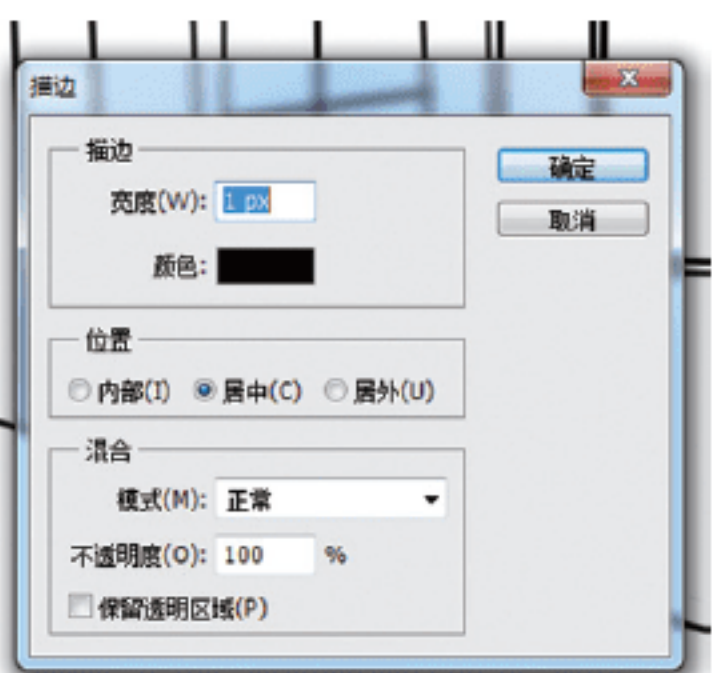 描边
描边
宽度(W): 1 px
颜色:
确定
取消
位置
内部(I) 居中(C) 居外(U)
混合
模式(M): 正常
不透明度(O): 100 %
保留透明区域(P)